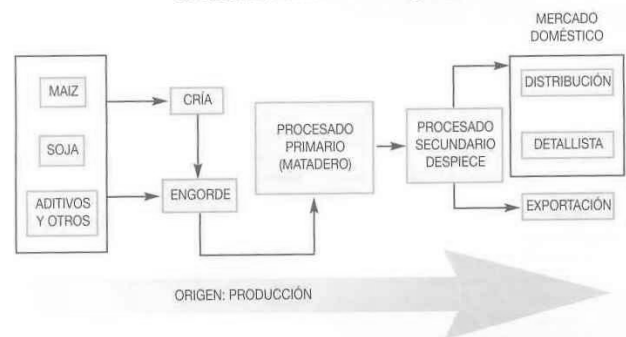 MERCADO
DOMÉSTICO
MAIZ
SOJA
ADITIVOS
Y OTROS
CRÍA
ENGORDE
PROCESADO
PRIMARIO
(MATADERO)
PROCESADO
SECUNDARIO
DESPIECE
DISTRIBUCIÓN
DETALLISTA
EXPORTACIÓN
ORIGEN: PRODUCCIÓN